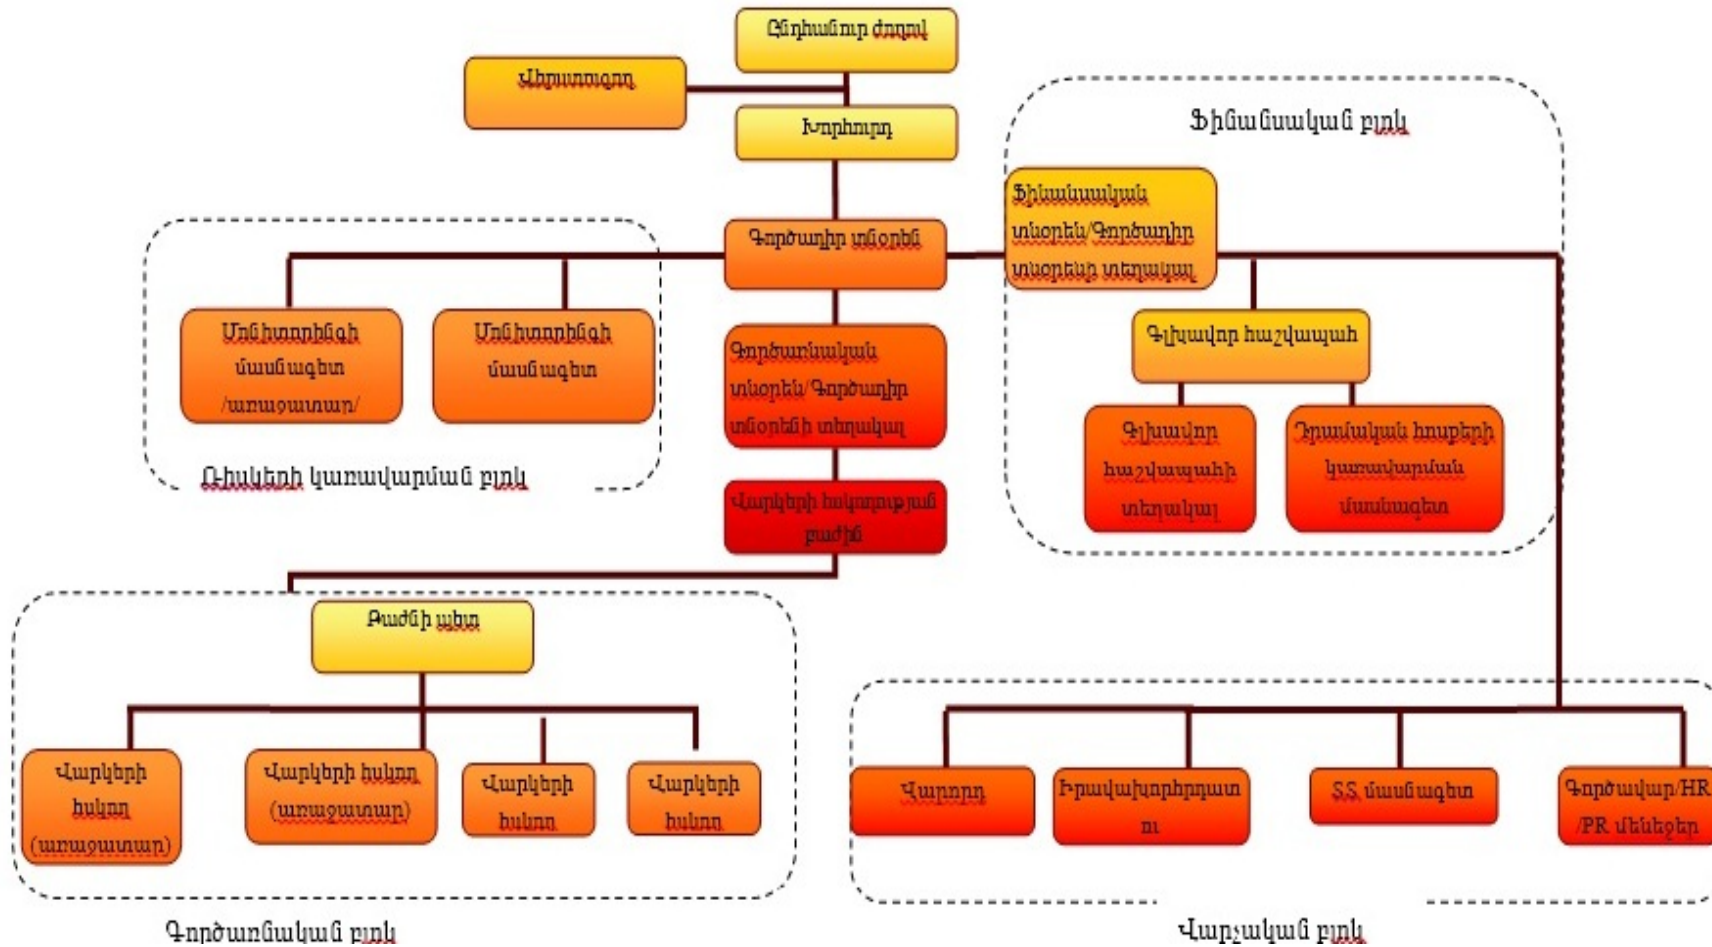 Ընդհանուր ժողով
Վերստուգող
Խորհուրդ
Ֆինանսական բլոկ
Ֆինանսական
տնօրեն/Գործադիր
տնօրենի տեղակալ
Գործադիր տնօրեն
Մոնիտորինգի
մասնագետ
/առաջատար/
Մոնիտորինգի
մասնագետ
Գործառնական
տնօրեն/Գործադիր
տնօրենի տեղակալ
Գլխավոր հաշվապահ
Գլխավոր
հաշվապահի
տեղակալ
Դրամական հոսքերի
կառավարման
մասնագետ
Ռիսկերի կառավարման բլոկ
Վարկերի հսկողության
բաժին
Բաժնի պետ
Վարկերի
հսկող
(առաջատար)
Վարկերի հսկող
(առաջատար)
Վարկերի
հսկող
Վարկերի
հսկող
Վարորդ
Իրավախորհրդատ
ու
ՏՏ մասնագետ
Գործավար/HR
/PR մենեջեր
Գործառնական բլոկ
Վարչական բլոկ